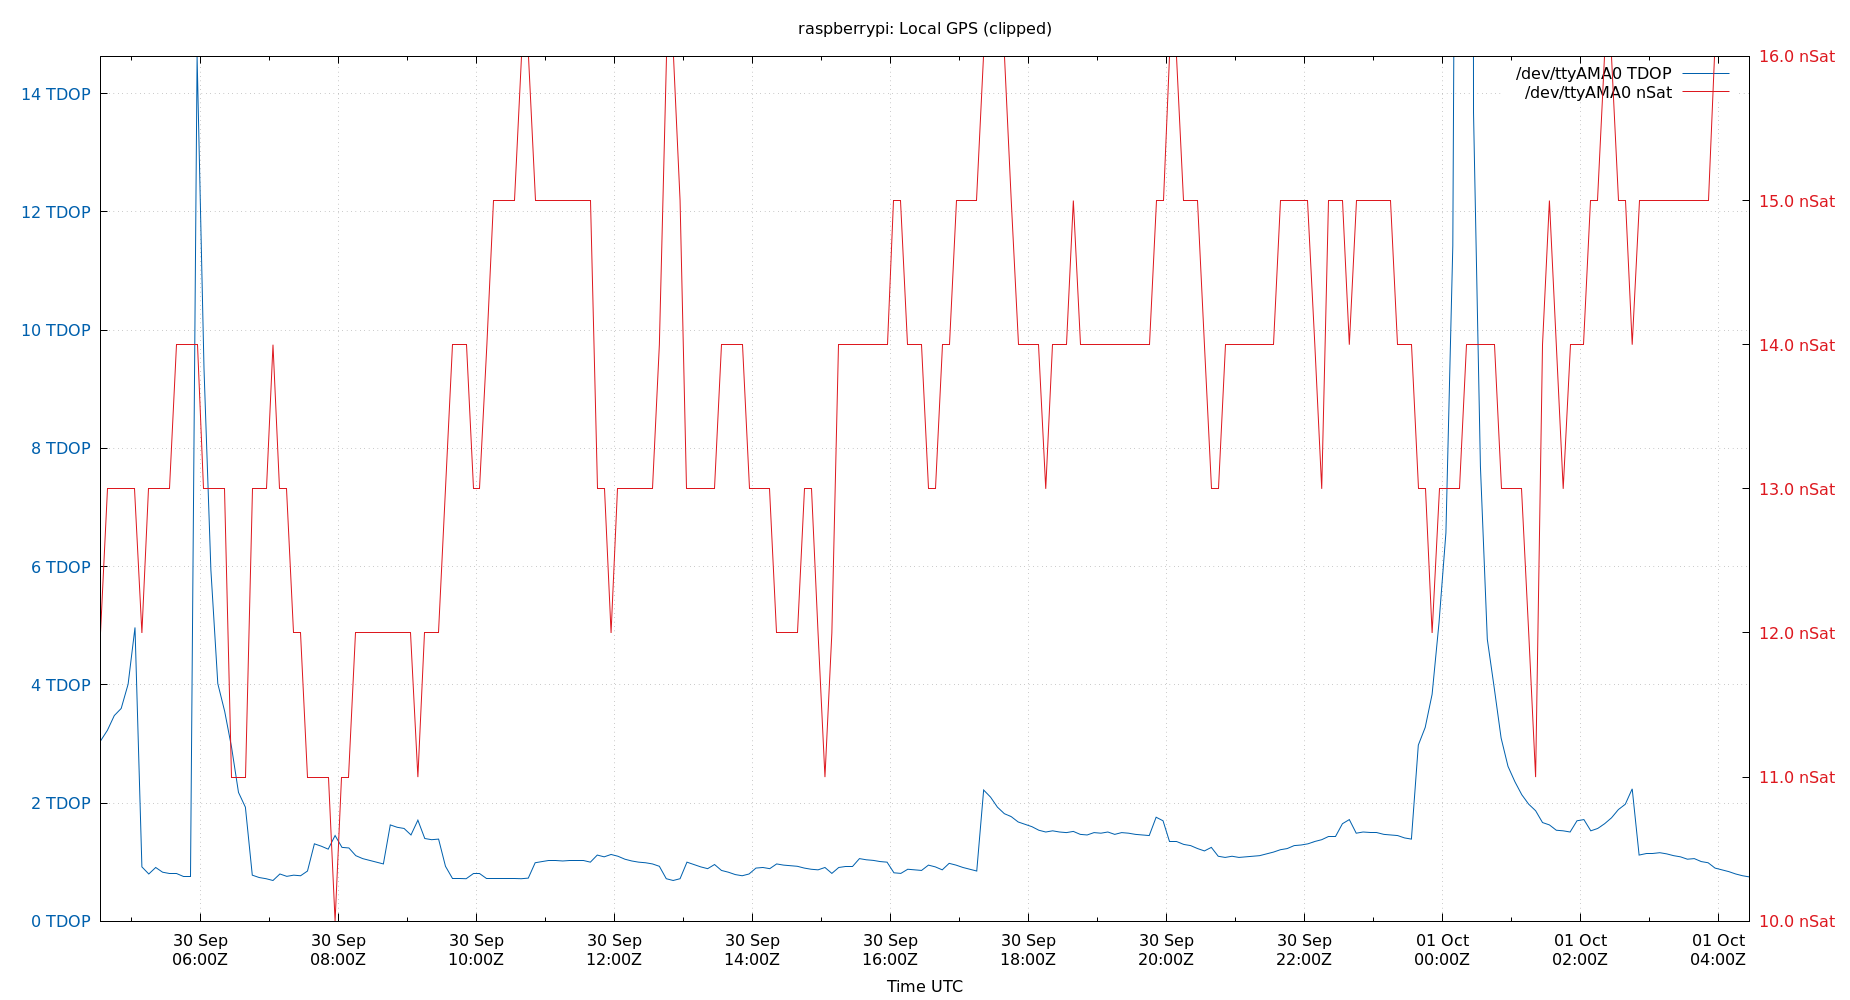 raspberrypi: Local GPS (clipped)
/dev/ttyAMA0 TDOP
/dev/ttyAMA0 nSat
14 TDOP
12 TDOP
10 TDOP
8 TDOP
6 TDOP
4 TDOP
2 TDOP
0 TDOP
16.0 nSat
15.0 nSat
14.0 nSat
13.0 nSat
12.0 nSat
11.0 nSat
10.0 nSat
30 Sep
06:00Z
30 Sep
08:00Z
30 Sep
10:00Z
30 Sep
12:00Z
30 Sep
14:00Z
30 Sep
16:00Z
30 Sep
18:00Z
30 Sep
20:00Z
30 Sep
22:00Z
01 Oct
00:00Z
01 Oct
02:00Z
01 Oct
04:00Z
Time UTC